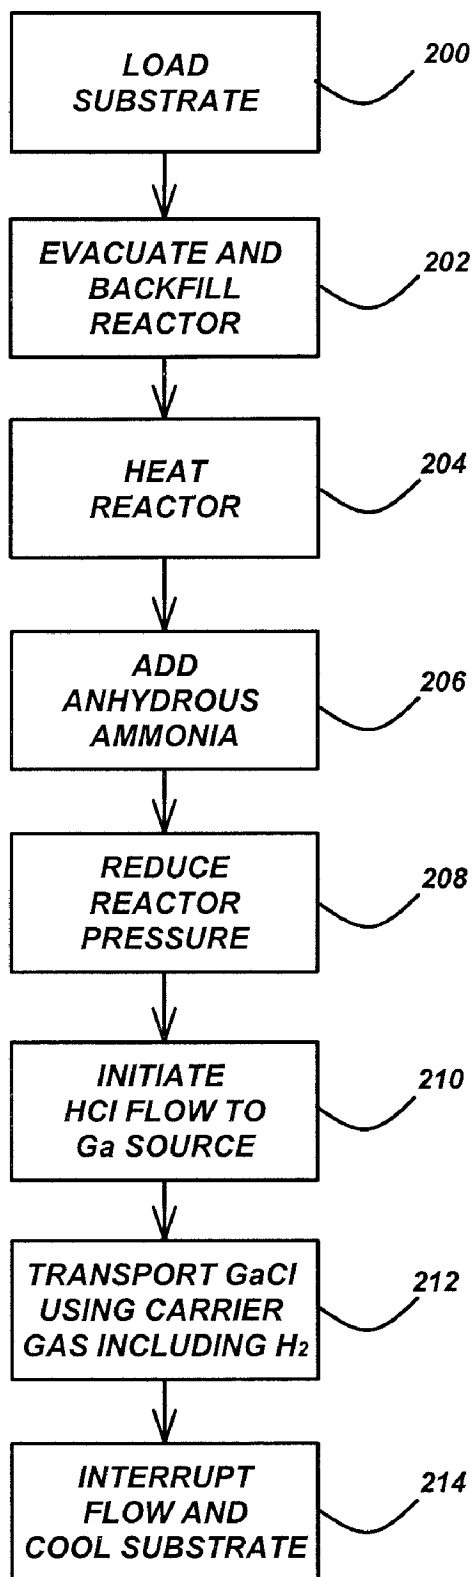 LOAD
SUBSTRATE
200
EVACUATE AND
BACKFILL
REACTOR
202
HEAT
REACTOR
204
ADD
ANHYDROUS
AMMONIA
206
REDUCE
REACTOR
PRESSURE
208
INITIATE
HCl FLOW TO
Ga SOURCE
210
TRANSPORT GaCl
USING CARRIER
GAS INCLUDING H2
212
INTERRUPT
FLOW AND
COOL SUBSTRATE
214